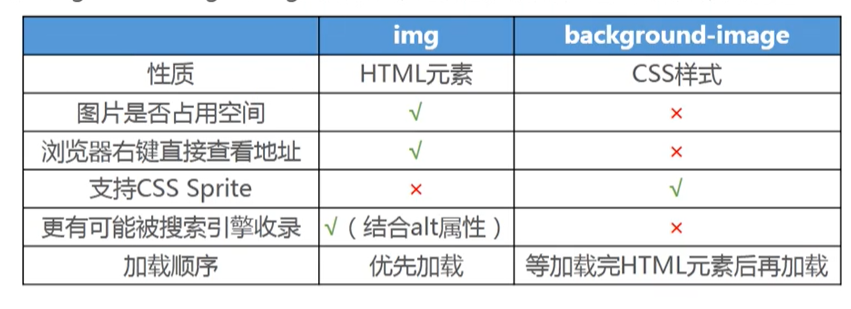 img background-image
性质 HTML元素 CSS样式
图片是否占用空间 √ ×
浏览器右键直接查看地址 √ ×
支持CSS Sprite × √
更有可能被搜索引擎收录 √（结合alt属性） ×
加载顺序 优先加载 等加载完HTML元素后再加载